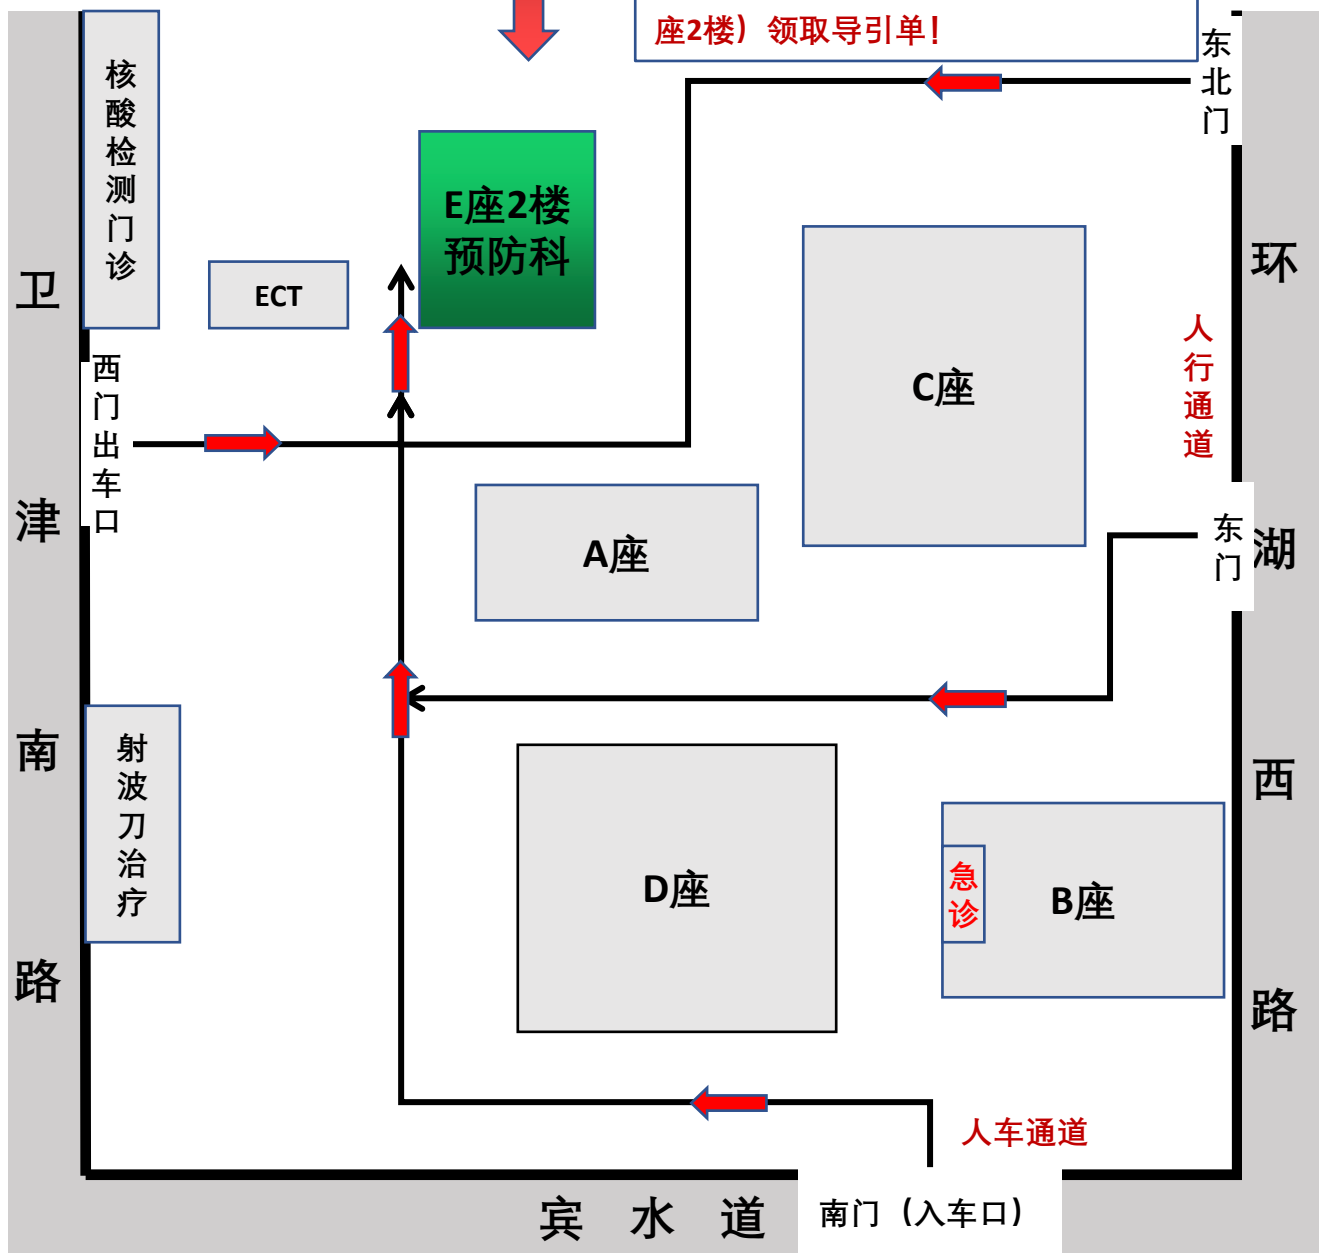 座2楼）领取导引单！
东北门
核酸检测门诊
E座2楼
预防科
ECT
卫津南路
环湖西路
西门出车口
人行通道
C座
A座
东门
射波刀治疗
D座
急诊
B座
人车通道
南门（入车口）
宾水道